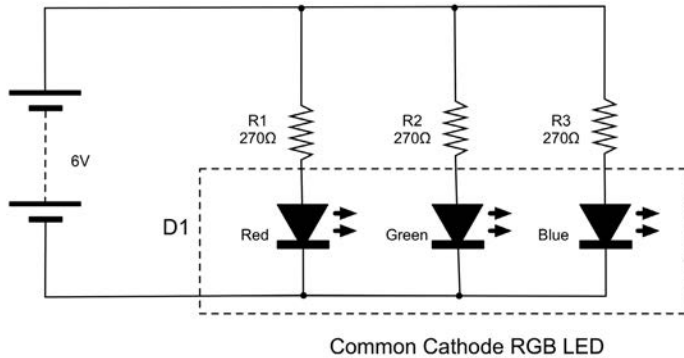 R1
270Ω
R2
270Ω
R3
270Ω
6V
D1
Red
Green
Blue
Common Cathode RGB LED